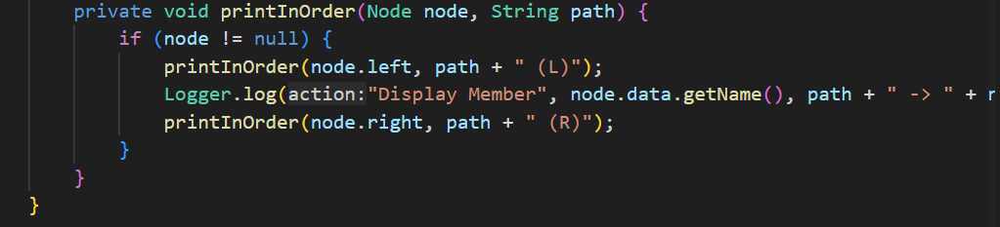 private void printInOrder(Node node, String path) {
if (node != null) {
printInOrder(node.left, path + " (L)");
Logger.log(action:"Display Member", node.data.getName(), path + " -> " +
printInOrder(node.right, path + " (R)");
}
}
}